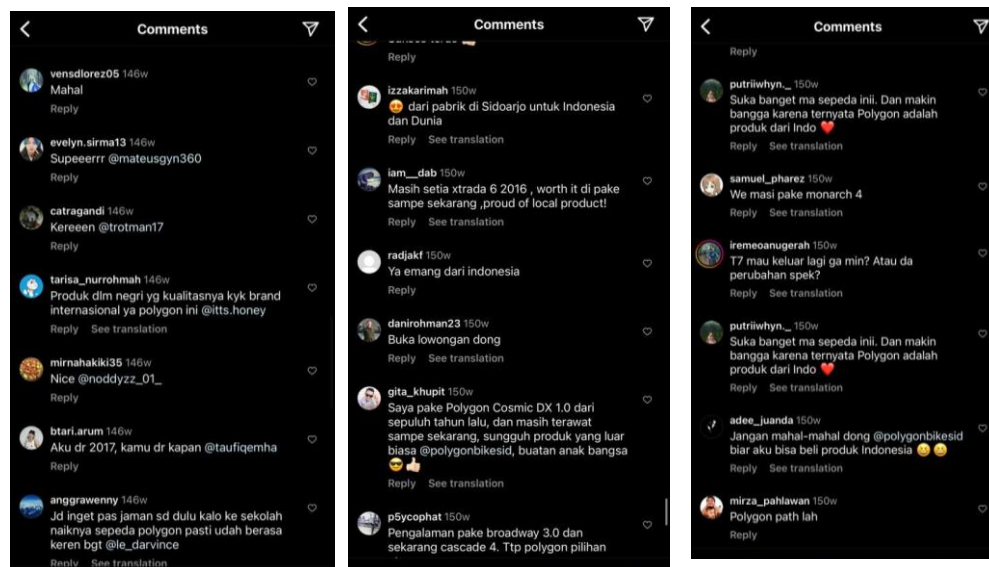 Comments
vensdlorez05 146w
Mahal
Reply
evelyn.sirma13 146w
Supeeerrr @mateusgyn360
Reply
catragandi 146w
Kereeen @trotman17
Reply
tarisa_nurrohmah 146w
Produk dlm negri yg kualitasnya kyk brand
internasional ya polygon ini @itts.honey
Reply See translation
mirnahakiki35 146w
Nice @noddyzz_01_
Reply
btari.arum 146w
Aku dr 2017, kamu dr kapan @taufiqemha
Reply
anggrawenny 146w
Jd inget pas jaman sd dulu kalo ke sekolah
naiknya sepeda polygon pasti udah berasa
keren bgt @le_darvince
Reply See translation
Comments
Reply
izzakarimah 150w
😍 dari pabrik di Sidoarjo untuk Indonesia
dan Dunia
Reply See translation
iam__dab 150w
Masih setia xtrada 6 2016 , worth it di pake
sampe sekarang ,proud of local product!
Reply See translation
radjakf 150w
Ya emang dari indonesia
Reply
danirohman23 150w
Buka lowongan dong
Reply See translation
gita_khupit 150w
Saya pake Polygon Cosmic DX 1.0 dari
sepuluh tahun lalu, dan masih terawat
sampe sekarang, sungguh produk yang luar
biasa @polygonbikesid, buatan anak bangsa
😎👍🏻
Reply See translation
p5ycophat 150w
Pengalaman pake broadway 3.0 dan
sekarang cascade 4. Ttp polygon pilihan
Comments
Reply
putriiwhyn._ 150w
Suka banget ma sepeda inii. Dan makin
bangga karena ternyata Polygon adalah
produk dari Indo ❤️
Reply See translation
samuel_pharez 150w
We masi pake monarch 4
Reply See translation
iremeoanugerah 150w
T7 mau keluar lagi ga min? Atau da
perubahan spek?
Reply See translation
putriiwhyn._ 150w
Suka banget ma sepeda inii. Dan makin
bangga karena ternyata Polygon adalah
produk dari Indo ❤️
Reply See translation
adee_juanda 150w
Jangan mahal-mahal dong @polygonbikesid
biar aku bisa beli produk Indonesia 😆😆
Reply See translation
mirza_pahlawan 150w
Polygon path lah
Reply